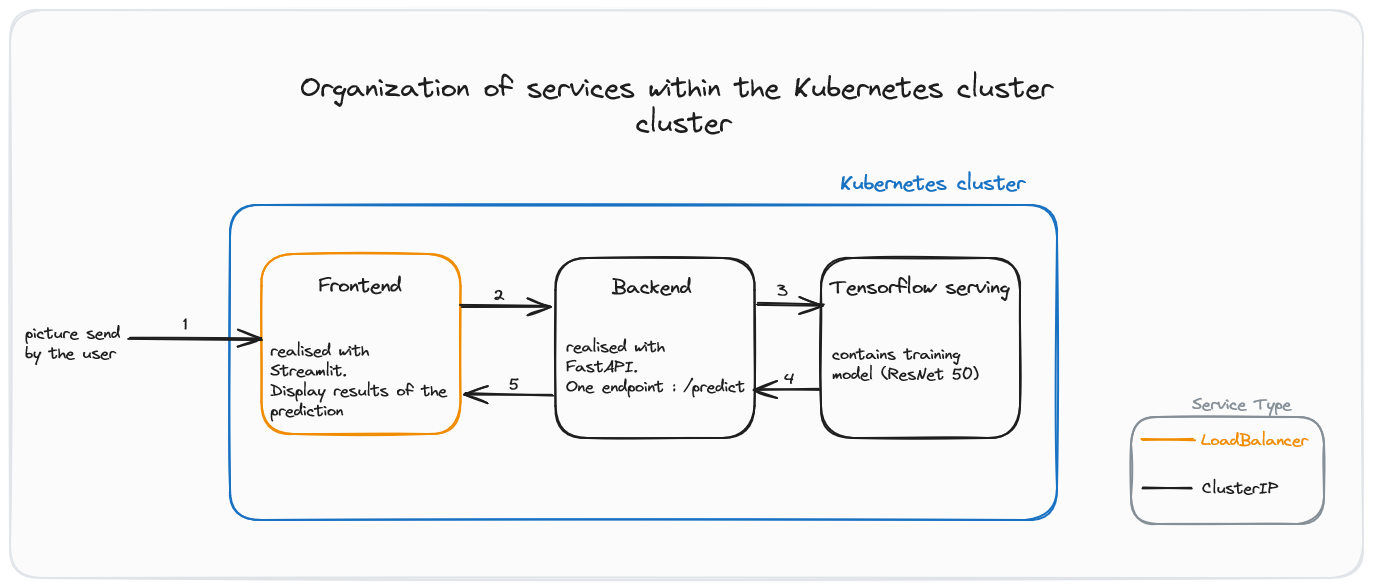 Organization of services within the Kubernetes cluster
cluster
Kubernetes cluster
picture send
by the user
1
Frontend
realised with
Streamlit.
Display results of the
prediction
2
5
Backend
realised with
FastAPI.
One endpoint : /predict
3
4
Tensorflow serving
contains training
model (ResNet 50)
Service Type
LoadBalancer
ClusterIP